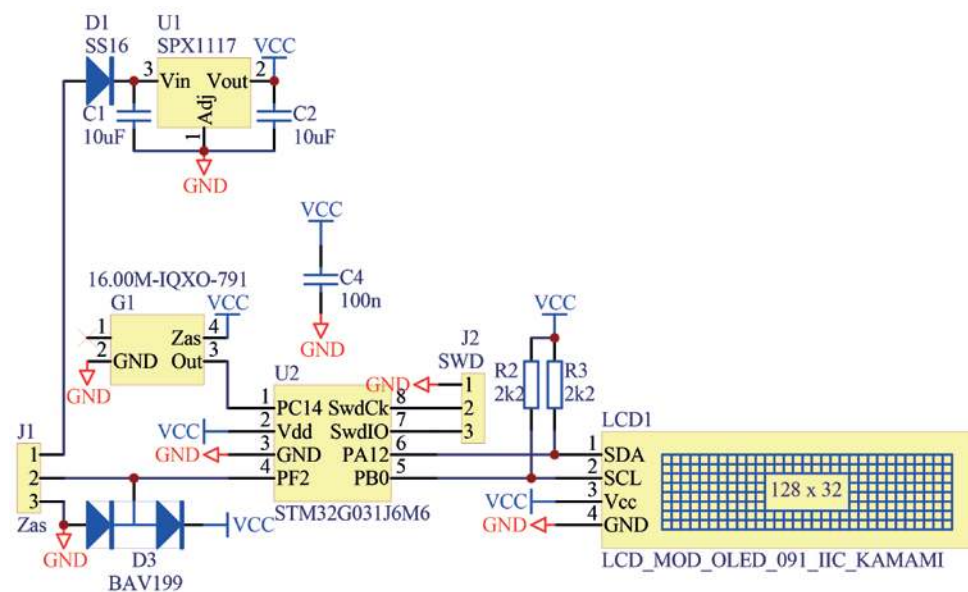 D1
SS16
U1
SPX1117
VCC
3
Vin
Vout
2
Adj
1
C1
10uF
C2
10uF
GND
VCC
C4
100n
GND
16.00M-IQXO-791
G1
VCC
1
Zas
4
2
GND
Out
3
GND
J2
SWD
GND
1
2
3
VCC
R2
2k2
R3
2k2
U2
1
PC14
SwdCk
8
VCC
2
Vdd
SwdIO
7
GND
3
GND
PA12
6
4
PF2
PB0
5
STM32G031J6M6
J1
1
2
3
Zas
GND
D3
BAV199
VCC
LCD1
1
SDA
2
SCL
VCC
3
Vcc
GND
4
GND
128 x 32
LCD_MOD_OLED_091_IIC_KAMAMI